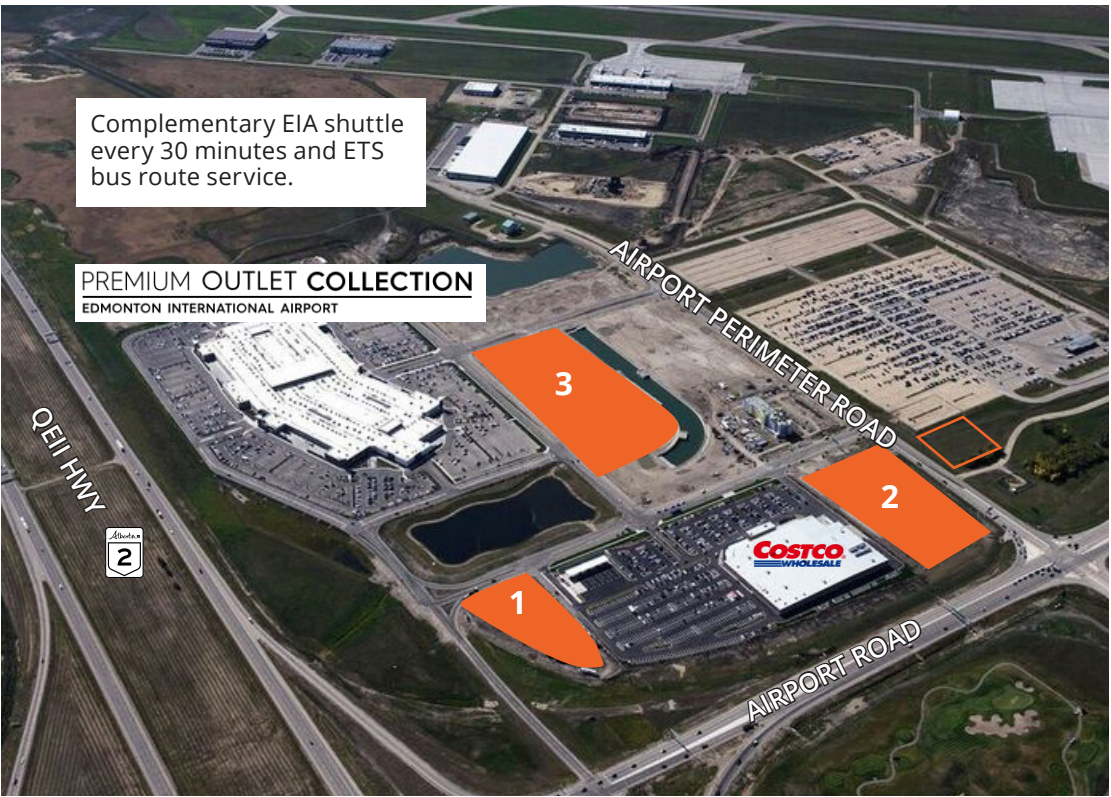 Complementary EIA shuttle
every 30 minutes and ETS
bus route service.
PREMIUM OUTLET COLLECTION
EDMONTON INTERNATIONAL AIRPORT
AIRPORT PERIMETER ROAD
3
QEII HWY
Alberta
2
2
COSTCO
WHOLESALE
1
AIRPORT ROAD